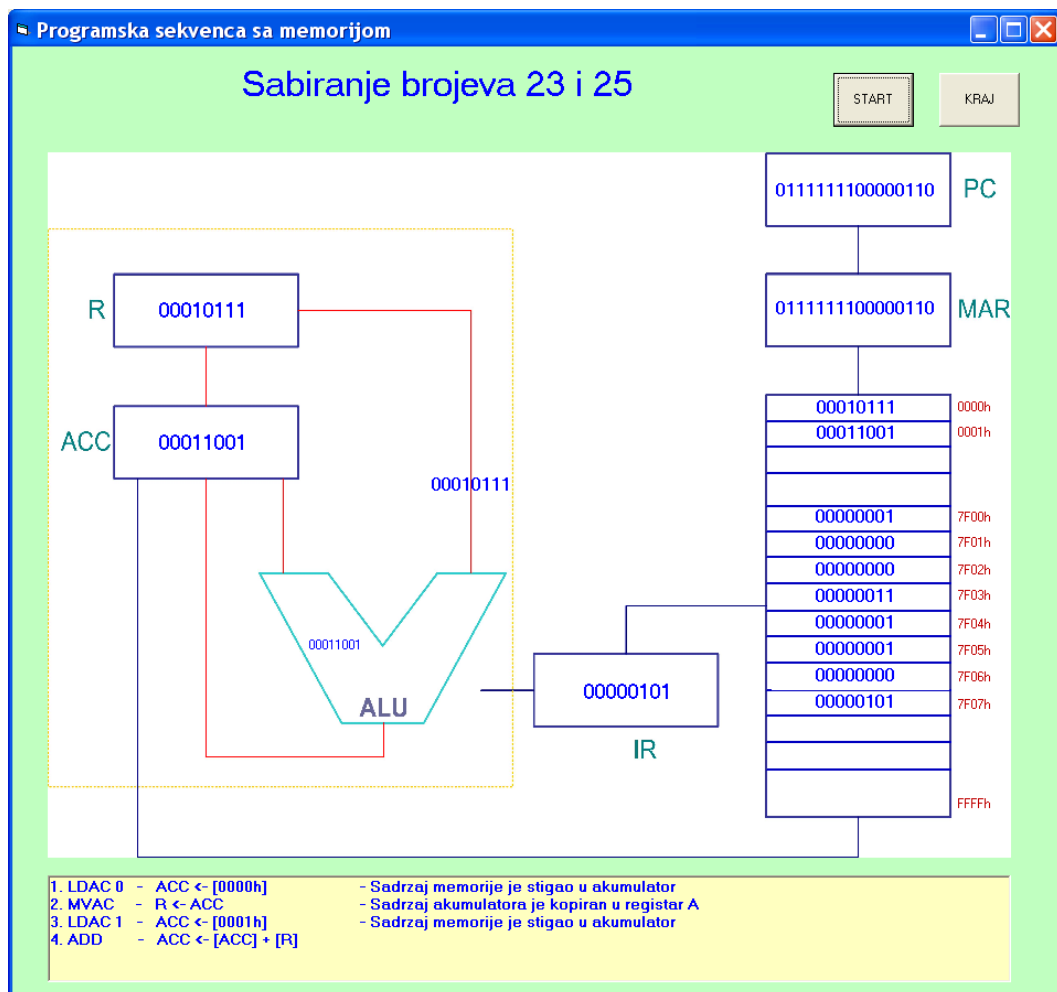 Programska sekvenca sa memorijom
Sabiranje brojeva 23 i 25
START
KRAJ
0111111100000110
PC
R
00010111
0111111100000110
MAR
00010111
0000h
ACC
00011001
00011001
0001h
00010111
00000001
7F00h
00000000
7F01h
00000000
7F02h
00000011
7F03h
00000001
7F04h
00011001
00000001
7F05h
00000000
7F06h
00000101
00000101
7F07h
ALU
IR
FFFFh
1. LDAC 0 - ACC <- [0000h] - Sadrzaj memorije je stigao u akumulator
2. MVAC - R <- ACC - Sadrzaj akumulatora je kopiran u registar A
3. LDAC 1 - ACC <- [0001h] - Sadrzaj memorije je stigao u akumulator
4. ADD - ACC <- [ACC] + [R]